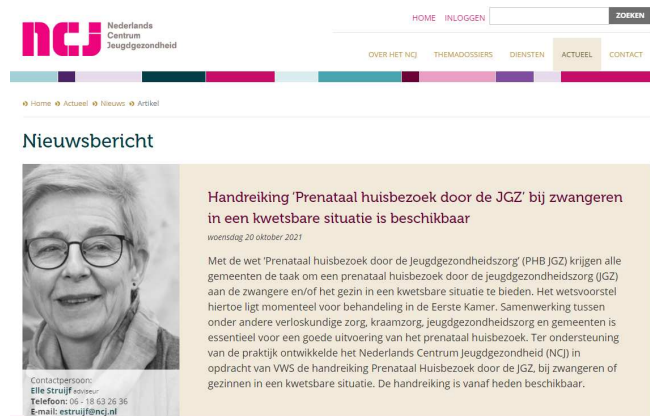 ncj
Nederlands
Centrum
Jeugdgezondheid
HOME INLOGGEN
ZOEKEN
OVER HET NCJ THEMADOSSIERS DIENSTEN ACTUEEL CONTACT
Home Actueel Nieuws Artikel
Nieuwsbericht
Handreiking ‘Prenataal huisbezoek door de JGZ’ bij zwangeren
in een kwetsbare situatie is beschikbaar
woensdag 20 oktober 2021
Met de wet ‘Prenataal huisbezoek door de Jeugdgezondheidszorg’ (PHB JGZ) krijgen alle
gemeenten de taak om een prenataal huisbezoek door de jeugdgezondheidszorg (JGZ)
aan de zwangere en/of het gezin in een kwetsbare situatie te bieden. Het wetsvoorstel
hiertoe ligt momenteel voor behandeling in de Eerste Kamer. Samenwerking tussen
onder andere verloskundige zorg, kraamzorg, jeugdgezondheidszorg en gemeenten is
essentieel voor een goede uitvoering van het prenataal huisbezoek. Ter ondersteuning
van de praktijk ontwikkelde het Nederlands Centrum Jeugdgezondheid (NCJ) in
opdracht van VWS de handreiking Prenataal Huisbezoek door de JGZ, bij zwangeren of
gezinnen in een kwetsbare situatie. De handreiking is vanaf heden beschikbaar.
Contactpersoon:
Elle Struijf adviseur
Telefoon: 06 - 18 63 26 36
E-mail: estruijf@ncj.nl